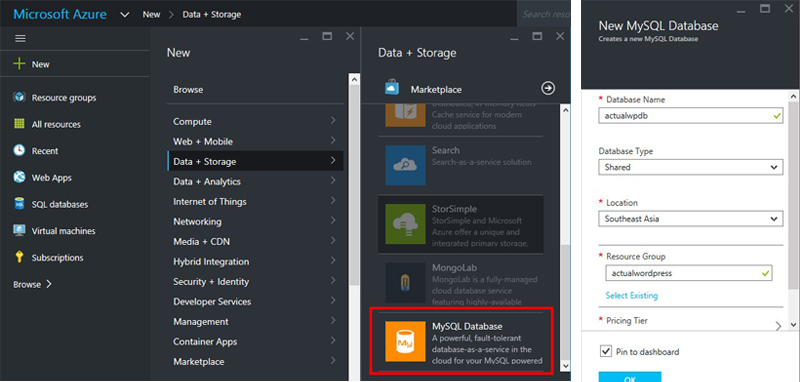 Microsoft Azure
New
Data + Storage
Search reso
New
Resource groups
All resources
Recent
Web Apps
SQL databases
Virtual machines
Subscriptions
Browse
New
Browse
Compute
Web + Mobile
Data + Storage
Data + Analytics
Internet of Things
Networking
Media + CDN
Hybrid Integration
Security + Identity
Developer Services
Management
Container Apps
Marketplace
Data + Storage
Marketplace
Cache service for modern
cloud applications
Search
Search-as-a-service solution
StorSimple
StorSimple and Microsoft
Azure offer a unique and
integrated primary storage,
MongoLab
MongoLab is a fully-managed
cloud database service
featuring highly-available
MySQL Database
A powerful, fault-tolerant
database-as-a-service in the
cloud for your MySQL powered
My
New MySQL Database
Creates a new MySQL Database
* Database Name
actualwpdb
Database Type
Shared
* Location
Southeast Asia
* Resource Group
actualwordpress
Select Existing
* Pricing Tier
Pin to dashboard
OK